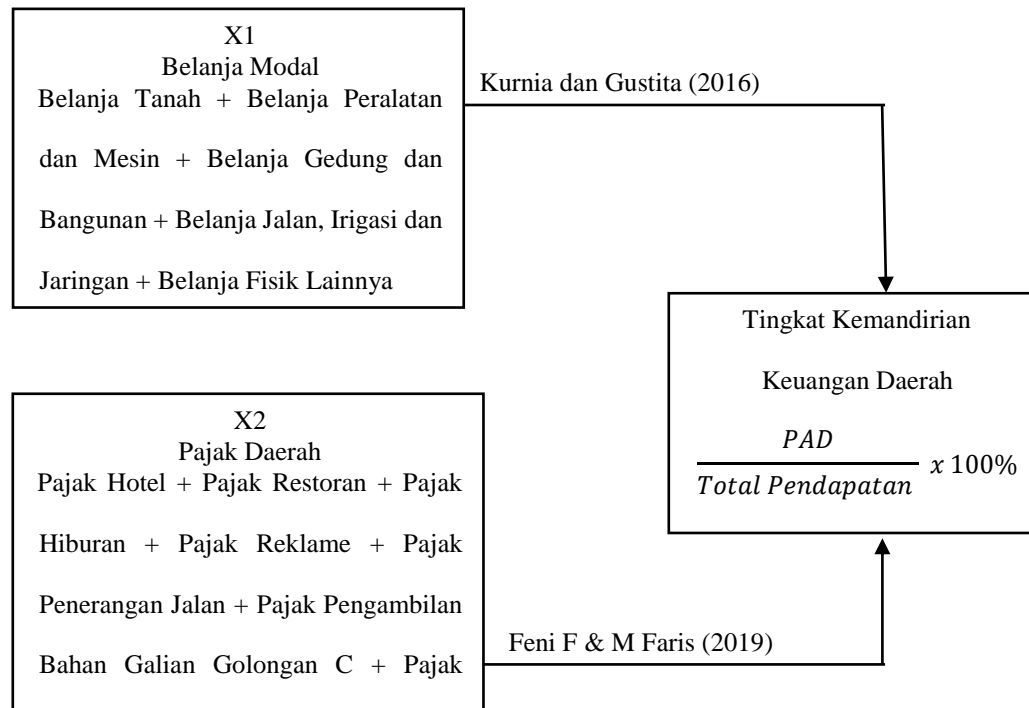 X1
Belanja Modal
Belanja Tanah + Belanja Peralatan
dan Mesin + Belanja Gedung dan
Bangunan + Belanja Jalan, Irigasi dan
Jaringan + Belanja Fisik Lainnya
Kurnia dan Gustita (2016)
Tingkat Kemandirian
Keuangan Daerah
PAD
Total Pendapatan x 100%
X2
Pajak Daerah
Pajak Hotel + Pajak Restoran + Pajak
Hiburan + Pajak Reklame + Pajak
Penerangan Jalan + Pajak Pengambilan
Bahan Galian Golongan C + Pajak
Feni F & M Faris (2019)